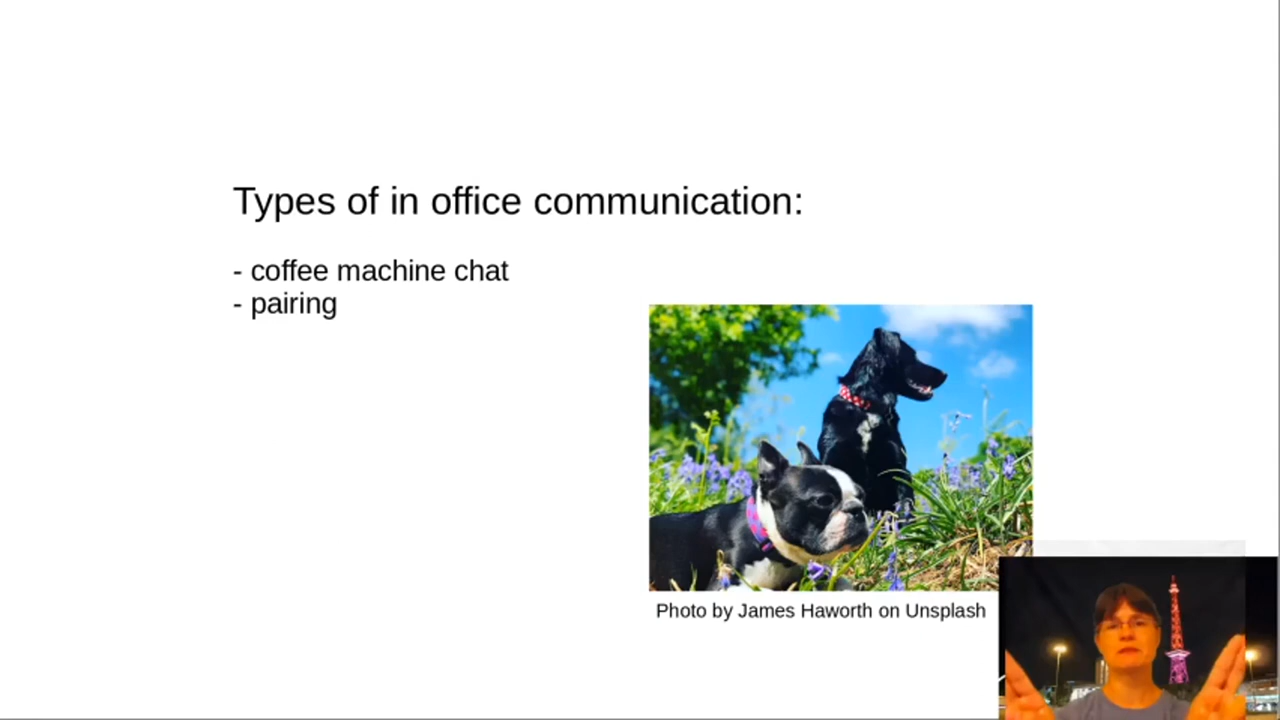 Types of in office communication:
- coffee machine chat
- pairing
Photo by James Haworth on Unsplash